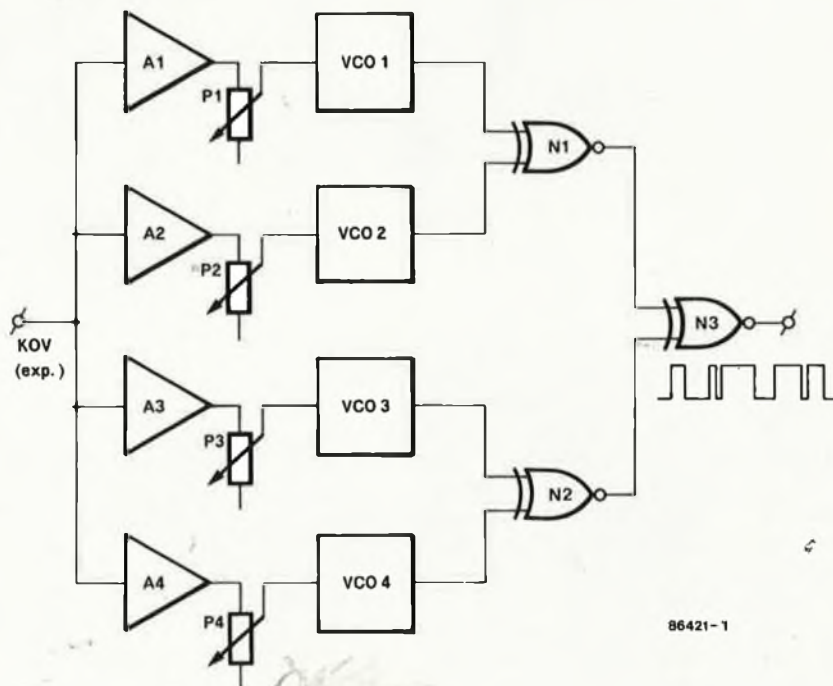 A1
P1
VCO 1
N1
A2
P2
VCO 2
N3
KOV
(exp.)
A3
P3
VCO 3
N2
A4
P4
VCO 4
86421-1